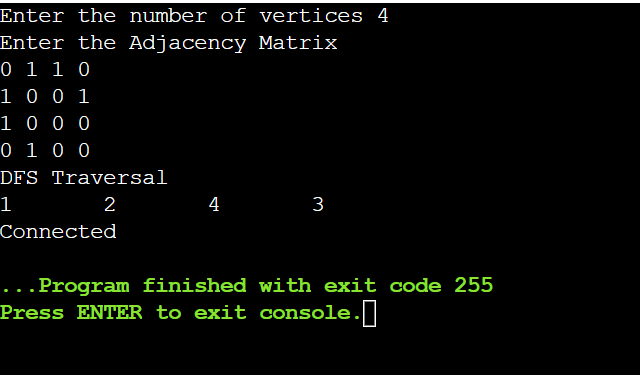 Enter the number of vertices 4
Enter the Adjacency Matrix
0 1 1 0
1 0 0 1
1 0 0 0
0 1 0 0
DFS Traversal
1 2 4 3
Connected
...Program finished with exit code 255
Press ENTER to exit console.